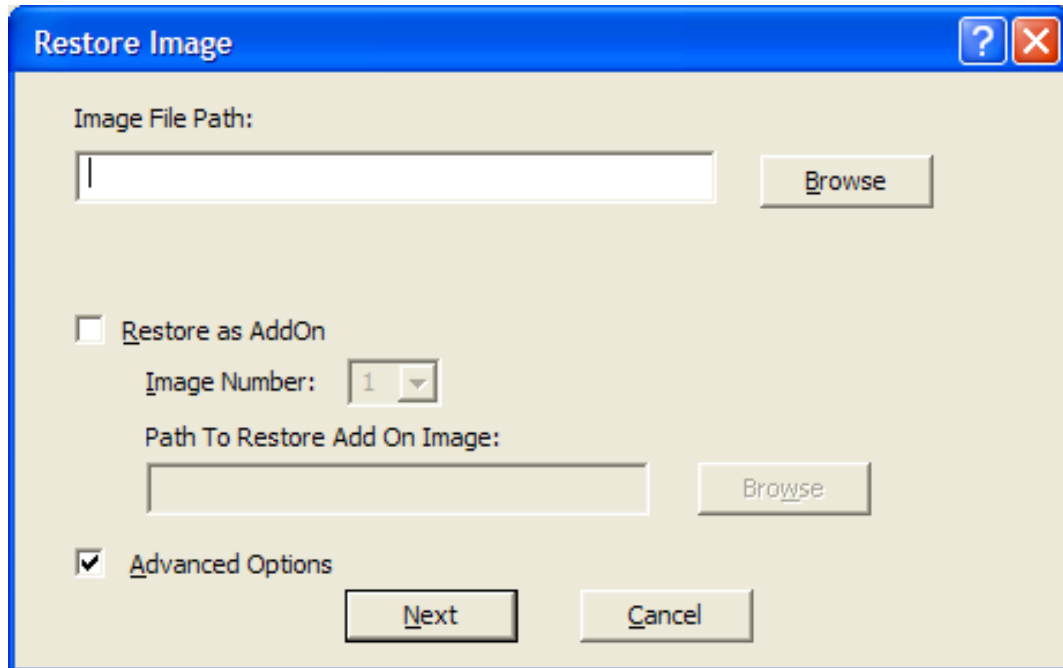 Restore Image
Image File Path:
Browse
Restore as AddOn
Image Number: 1
Path To Restore Add On Image:
Browse
Advanced Options
Next Cancel